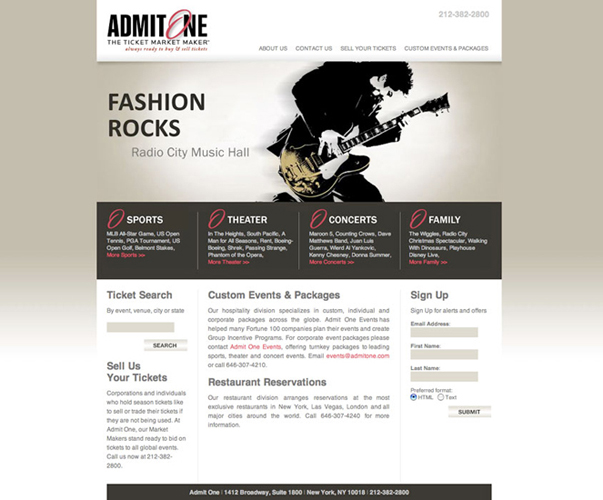 ADMIT ONE
THE TICKET MARKET MAKER®
always ready to buy & sell tickets
212-382-2800
ABOUT US CONTACT US SELL YOUR TICKETS CUSTOM EVENTS & PACKAGES
FASHION
ROCKS
Radio City Music Hall
SPORTS
MLB All-Star Game, US Open
Tennis, PGA Tournament, US
Open Golf, Belmont Stakes,
More Sports >>
THEATER
In The Heights, South Pacific, A
Man for All Seasons, Rent, Boeing-
Boeing, Shrek, Passing Strange,
Phantom of the Opera,
More Theater >>
CONCERTS
Maroon 5, Counting Crows, Dave
Matthews Band, Juan Luis
Guerra, Weird Al Yankovic,
Kenny Chesney, Donna Summer,
More Concerts >>
FAMILY
The Wiggles, Radio City
Christmas Spectacular, Walking
With Dinosaurs, Playhouse
Disney Live,
More Family >>
Ticket Search
By event, venue, city or state
SEARCH
Sell Us
Your Tickets
Corporations and individuals
who hold season tickets like
to sell or trade their tickets if
they are not being used. At
Admit One, our Market
Makers stand ready to bid on
tickets to all global events.
Call us now at 212-382-
2800.
Custom Events & Packages
Our hospitality division specializes in custom, individual and
corporate packages across the globe. Admit One Events has
helped many Fortune 100 companies plan their events and create
Group Incentive Programs. For corporate event packages please
contact Admit One Events, offering turnkey packages to leading
sports, theater and concert events. Email events@admitone.com
or call 646-307-4210.
Restaurant Reservations
Our restaurant division arranges reservations at the most
exclusive restaurants in New York, Las Vegas, London and all
major cities around the world. Call 646-307-4240 for more
information.
Sign Up
Sign Up for alerts and offers
Email Address:
First Name:
Last Name:
Preferred format:
HTML Text
SUBMIT
Admit One | 1412 Broadway, Suite 1800 | New York, NY 10018 | 212-382-2800